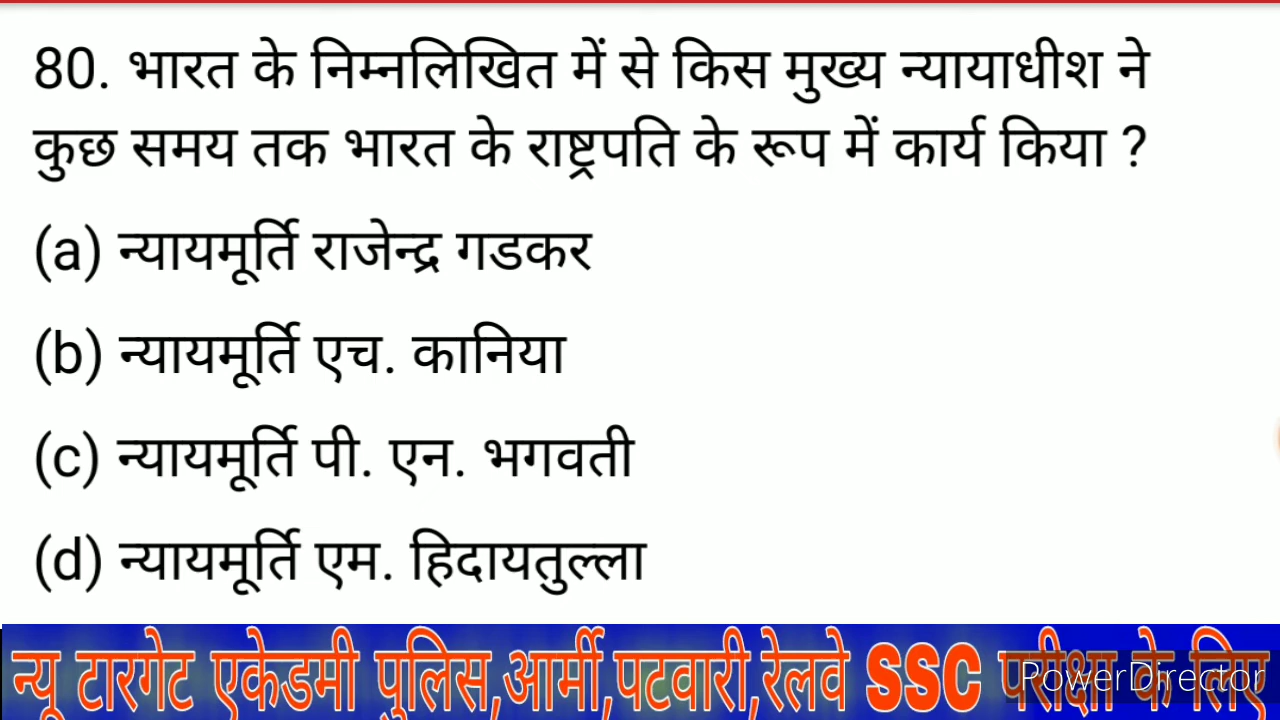 80. भारत के निम्नलिखित में से किस मुख्य न्यायाधीश ने
कुछ समय तक भारत के राष्ट्रपति के रूप में कार्य किया ?
(a) न्यायमूर्ति राजेन्द्र गडकर
(b) न्यायमूर्ति एच. कानिया
(c) न्यायमूर्ति पी. एन. भगवती
(d) न्यायमूर्ति एम. हिदायतुल्ला
न्यू टारगेट एकेडमी पुलिस,आर्मी,पटवारी,रेलवे SSC परीक्षा के लिए
PowerDirector